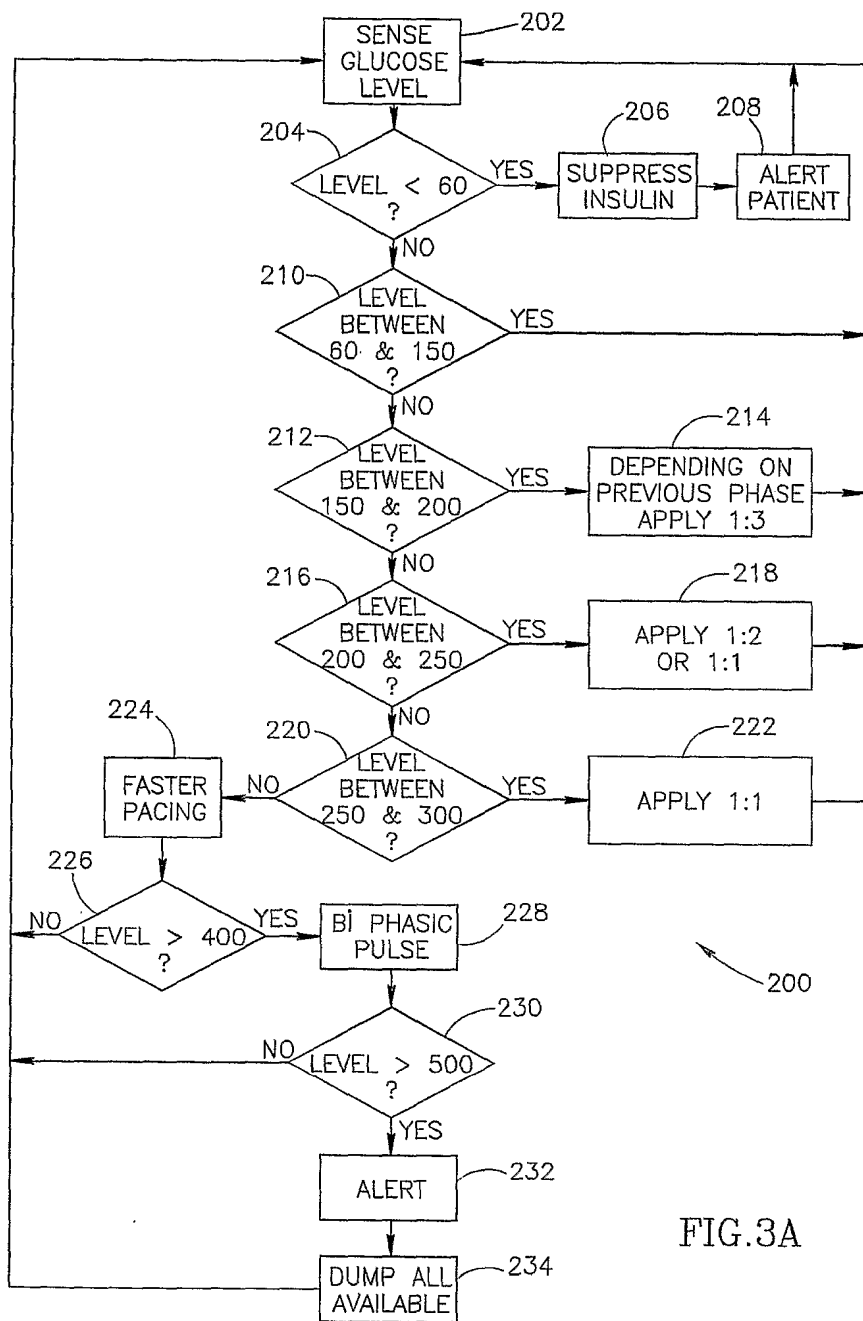 202
SENSE
GLUCOSE
LEVEL
204
LEVEL < 60
?
YES
206
SUPPRESS
INSULIN
208
ALERT
PATIENT
NO
210
LEVEL
BETWEEN
60 & 150
?
YES
NO
212
LEVEL
BETWEEN
150 & 200
?
YES
214
DEPENDING ON
PREVIOUS PHASE
APPLY 1:3
NO
216
LEVEL
BETWEEN
200 & 250
?
YES
218
APPLY 1:2
OR 1:1
NO
220
LEVEL
BETWEEN
250 & 300
?
YES
222
APPLY 1:1
NO
224
FASTER
PACING
226
LEVEL > 400
?
NO
YES
BI PHASIC
PULSE
228
200
230
LEVEL > 500
?
NO
YES
ALERT
232
DUMP ALL
AVAILABLE
234
FIG.3A